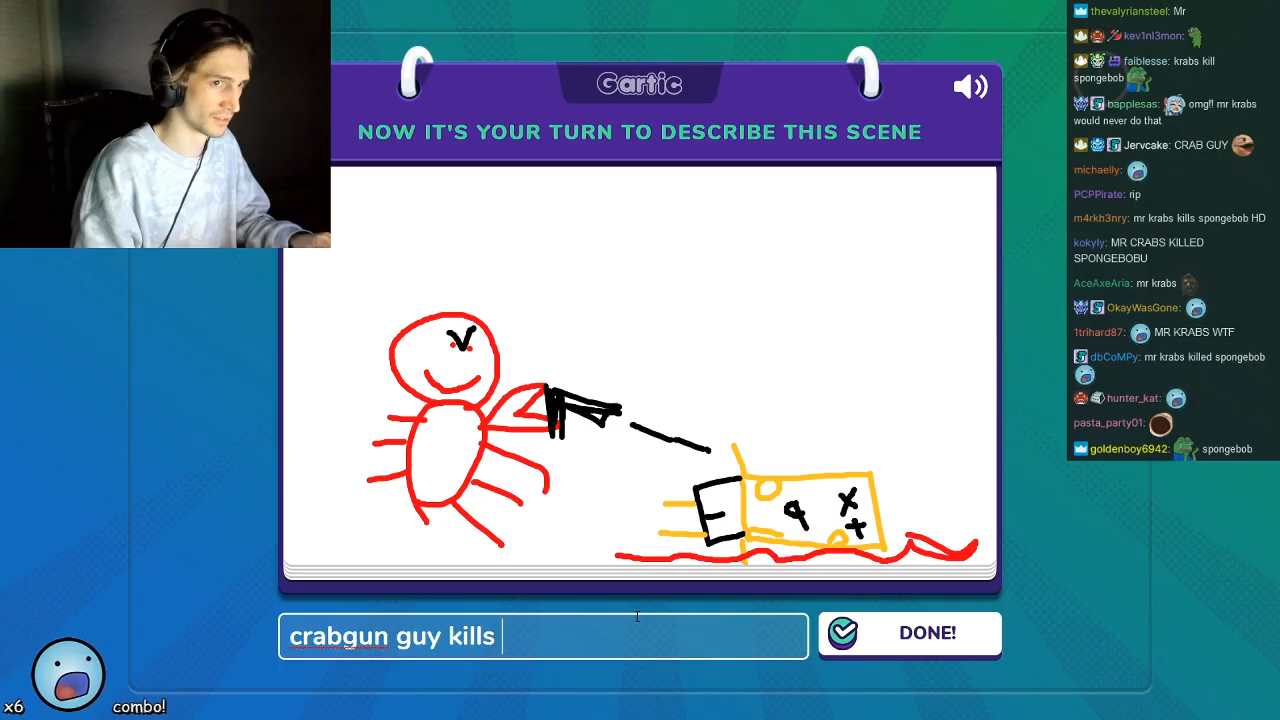 Gartic
NOW IT'S YOUR TURN TO DESCRIBE THIS SCENE
crabgun guy kills
DONE!
x6
combo!
thevalyriansteel: Mr
kev1nl3mon:
faiblesse: krabs kill
spongebob
bapplesas: omg!! mr krabs
would never do that
Jervcake: CRAB GUY
michaelly:
PCPPirate: rip
m4rkh3nry: mr krabs kills spongebob HD
kokyly: MR CRABS KILLED
SPONGEBOBU
AceAxeAria: mr krabs
OkayWasGone:
1trihard87: MR KRABS WTF
dbCoMPy: mr krabs killed spongebob
hunter_kat:
pasta_party01:
goldenboy6942: spongebob